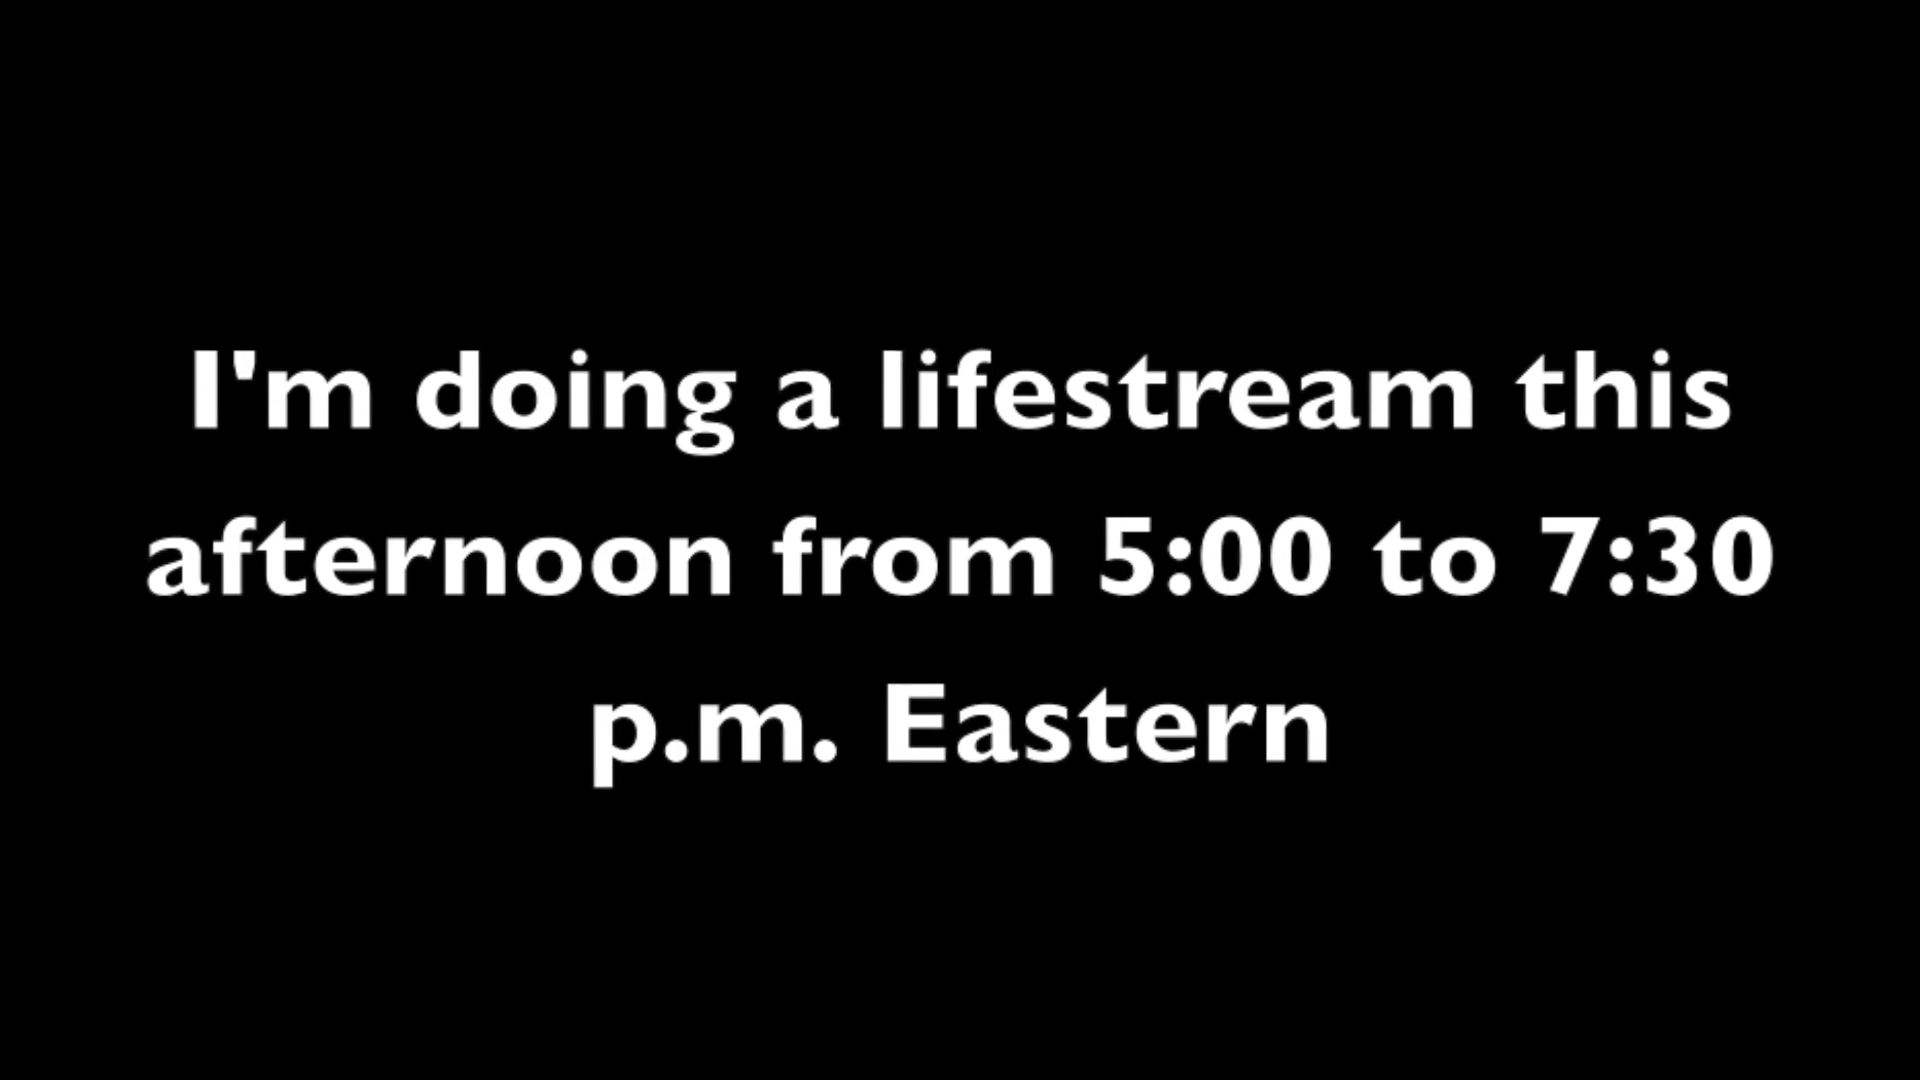 I'm doing a lifestream this
afternoon from 5:00 to 7:30
p.m. Eastern